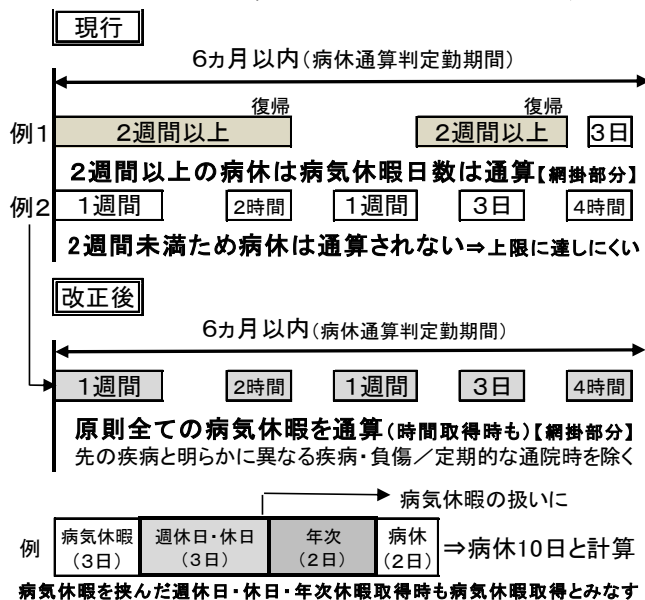 現行
6ヵ月以内(病休通算判定勤期間)
復帰 復帰
例1 2週間以上 2週間以上 3日
2週間以上の病休は病気休暇日数は通算【網掛部分】
例2 1週間 2時間 1週間 3日 4時間
2週間未満ため病休は通算されない⇒上限に達しにくい
改正後
6ヵ月以内(病休通算判定勤期間)
1週間 2時間 1週間 3日 4時間
原則全ての病気休暇を通算(時間取得時も)【網掛部分】
先の疾病と明らかに異なる疾病・負傷/定期的な通院時を除く
病気休暇の扱いに
例 病気休暇 週休日・休日 年次 病休 ⇒病休10日と計算
(3日) (3日) (2日) (2日)
病気休暇を挟んだ週休日・休日・年次休暇取得時も病気休暇取得とみなす